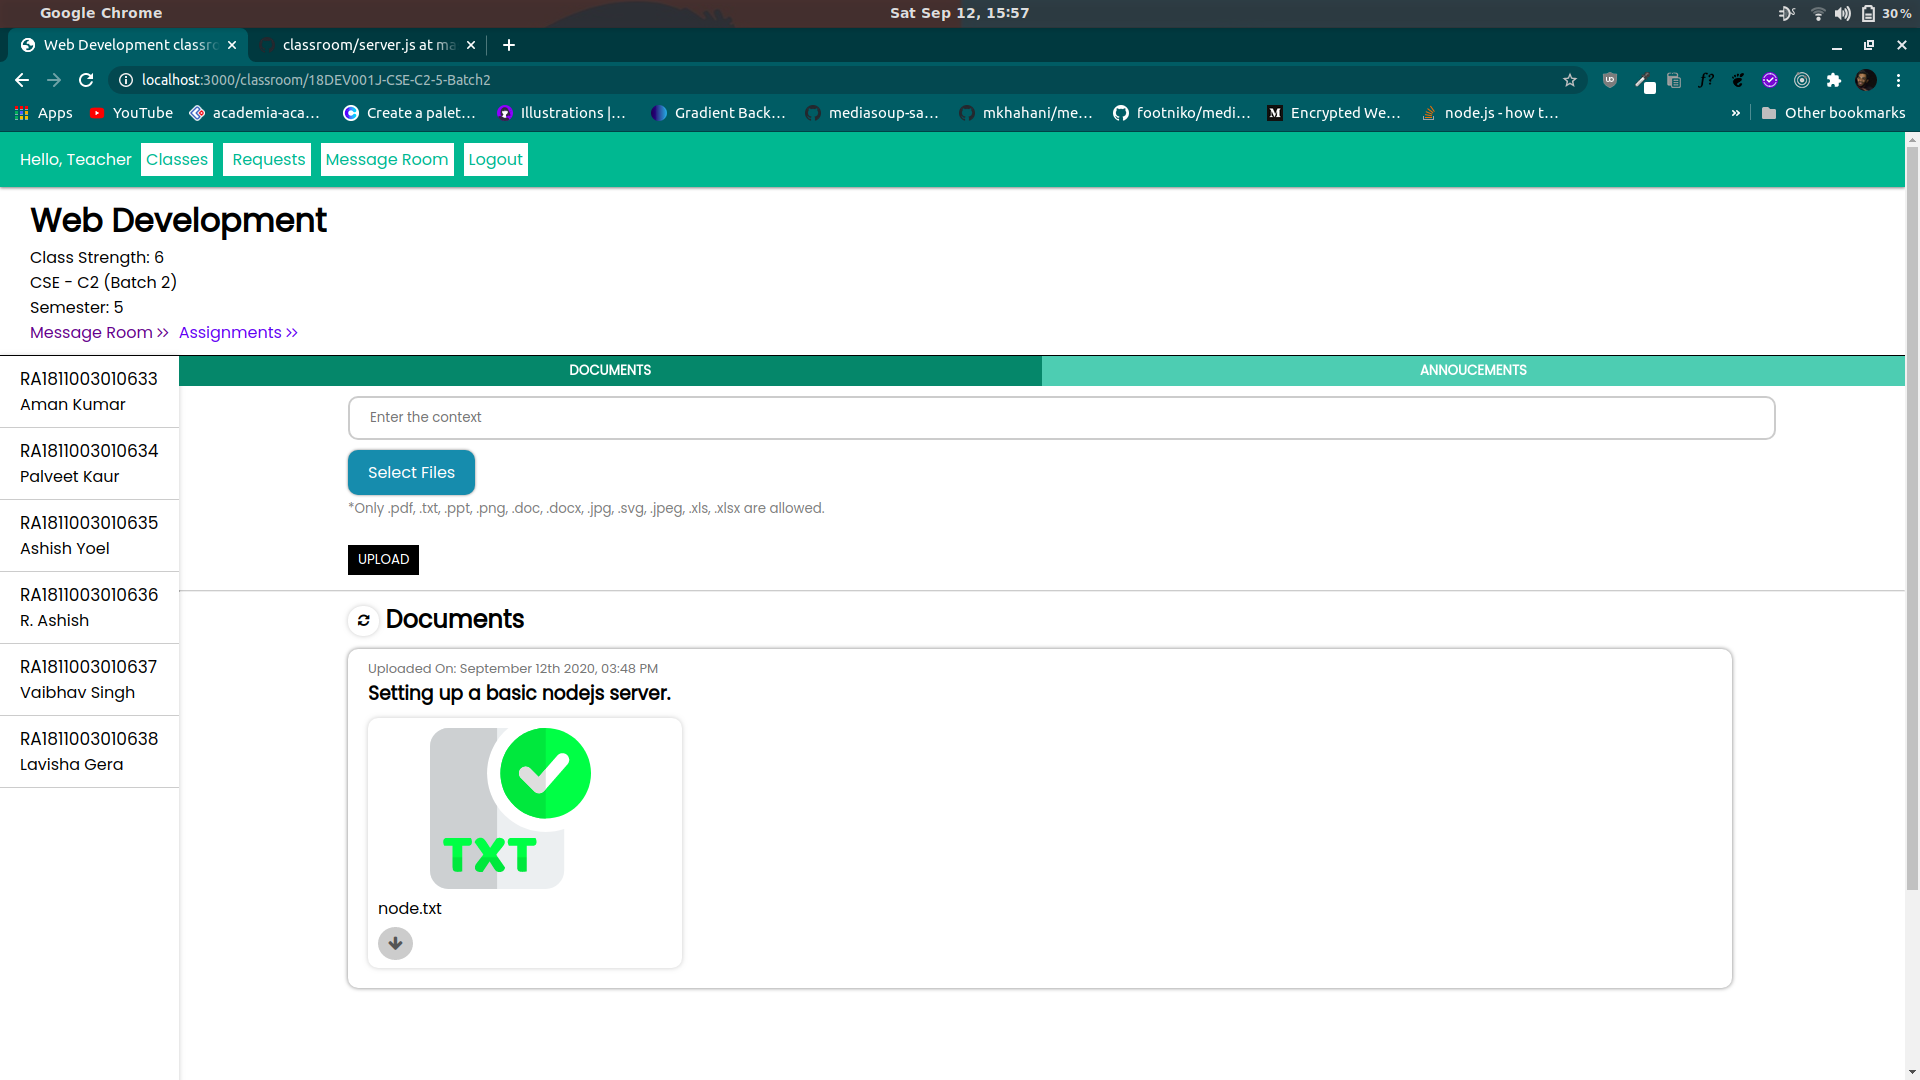 Google Chrome
Sat Sep 12, 15:57
30 %
Web Development classro
classroom/server.js at ma
localhost:3000/classroom/18DEV001J-CSE-C2-5-Batch2
Apps
YouTube
academia-aca...
Create a palet...
Illustrations |...
Gradient Back...
mediasoup-sa...
mkhahani/me...
footniko/medi...
Encrypted We...
node.js - how t...
»
Other bookmarks
Hello, Teacher
Classes
Requests
Message Room
Logout
Web Development
Class Strength: 6
CSE - C2 (Batch 2)
Semester: 5
Message Room >> Assignments >>
RA1811003010633
Aman Kumar
RA1811003010634
Palveet Kaur
RA1811003010635
Ashish Yoel
RA1811003010636
R. Ashish
RA1811003010637
Vaibhav Singh
RA1811003010638
Lavisha Gera
DOCUMENTS
ANNOUCEMENTS
Enter the context
Select Files
*Only .pdf, .txt, .ppt, .png, .doc, .docx, .jpg, .svg, .jpeg, .xls, .xlsx are allowed.
UPLOAD
Documents
Uploaded On: September 12th 2020, 03:48 PM
Setting up a basic nodejs server.
TXT
node.txt